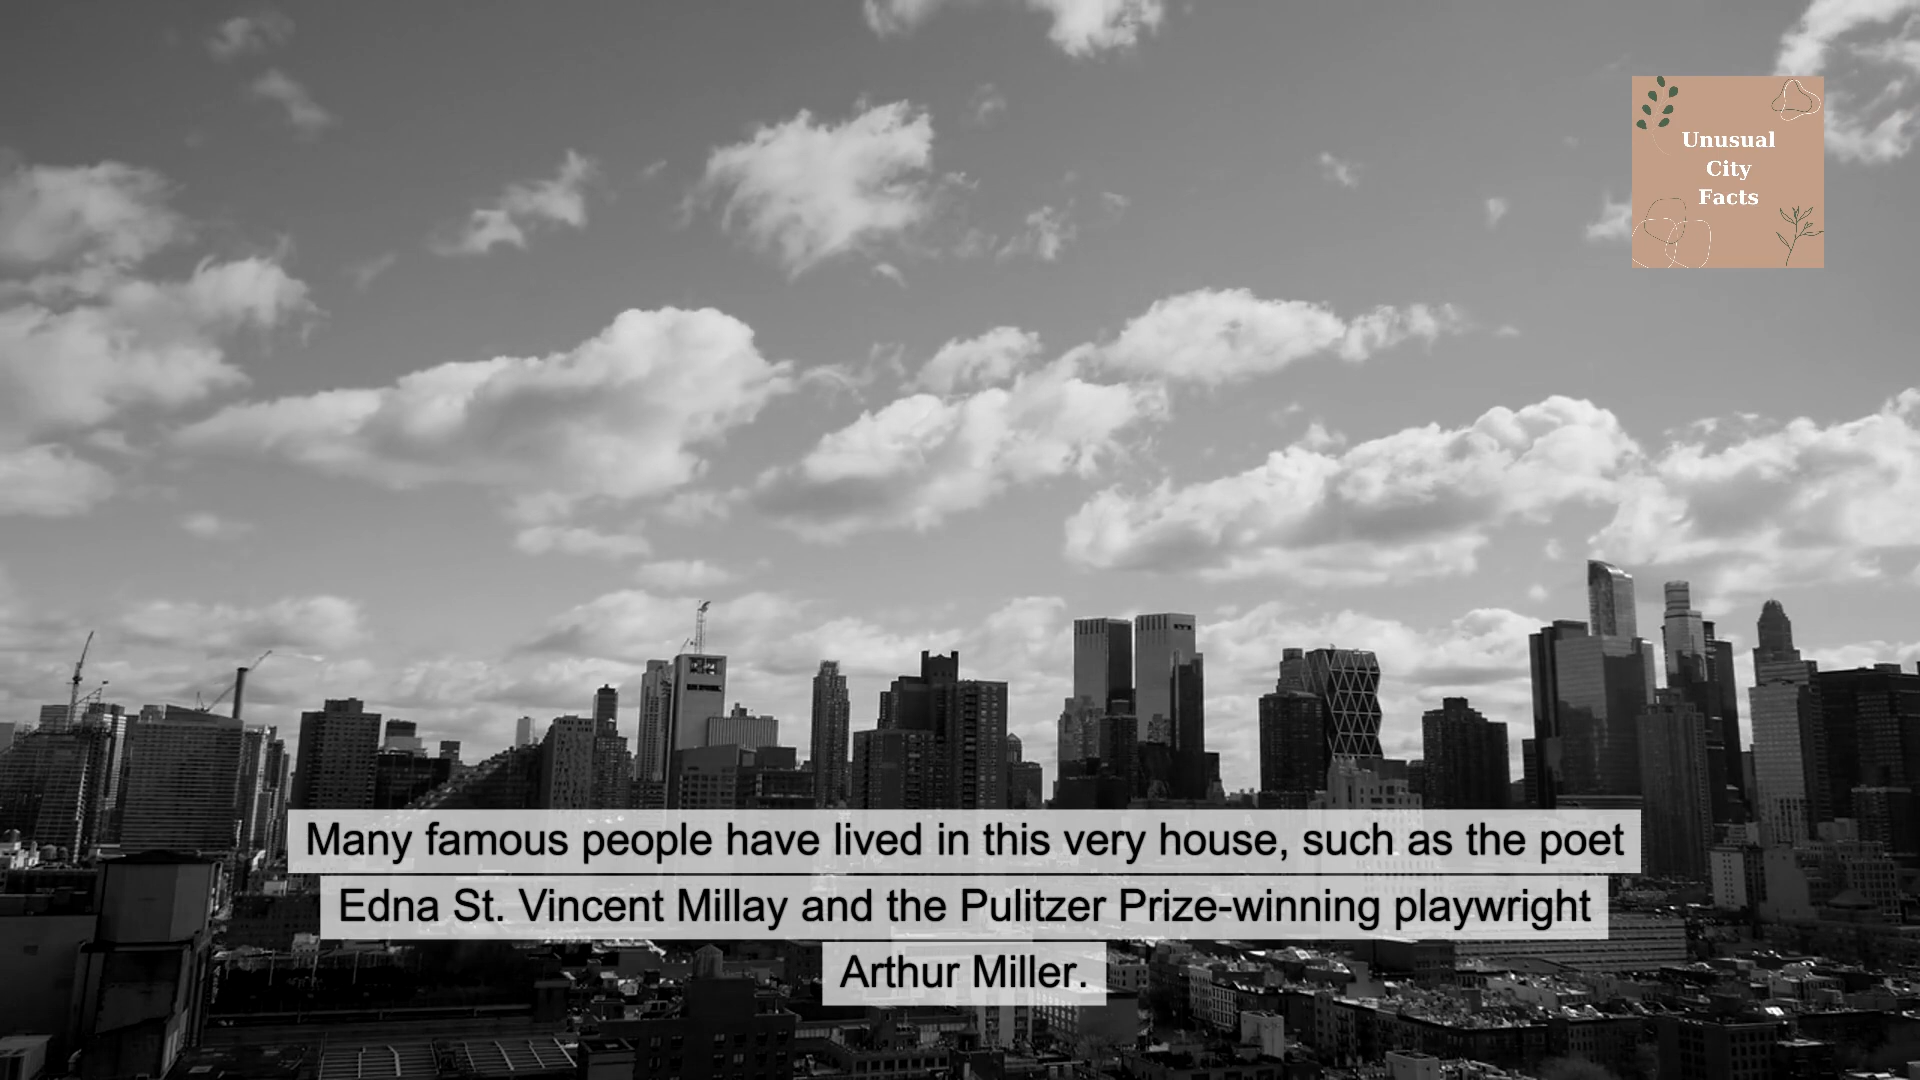 Unusual
City
Facts
Many famous people have lived in this very house, such as the poet
Edna St. Vincent Millay and the Pulitzer Prize-winning playwright
Arthur Miller.